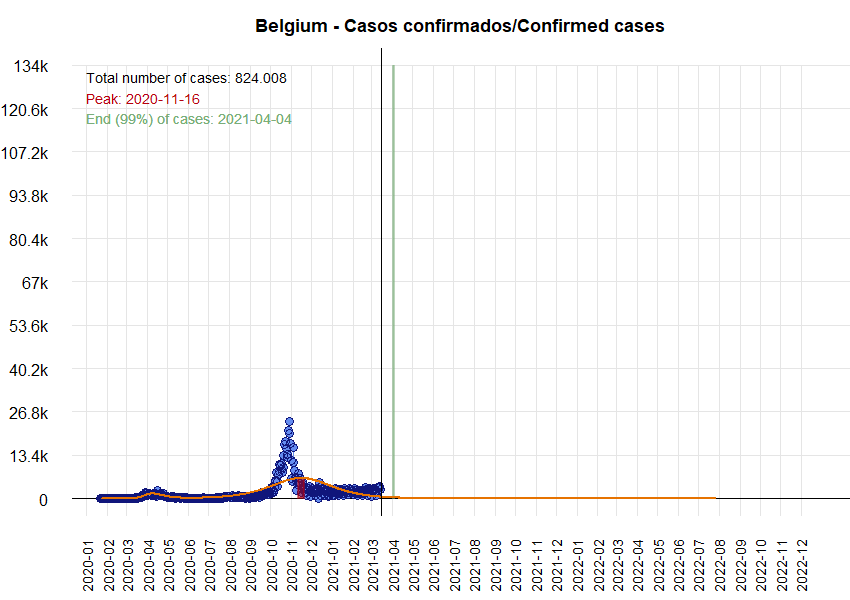 Belgium - Casos confirmados/Confirmed cases
134k
120.6k
107.2k
93.8k
80.4k
67k
53.6k
40.2k
26.8k
13.4k
0
Total number of cases: 824.008
Peak: 2020-11-16
End (99%) of cases: 2021-04-04
2020-01
2020-02
2020-03
2020-04
2020-05
2020-06
2020-07
2020-08
2020-09
2020-10
2020-11
2020-12
2021-01
2021-02
2021-03
2021-04
2021-05
2021-06
2021-07
2021-08
2021-09
2021-10
2021-11
2021-12
2022-01
2022-02
2022-03
2022-04
2022-05
2022-06
2022-07
2022-08
2022-09
2022-10
2022-11
2022-12